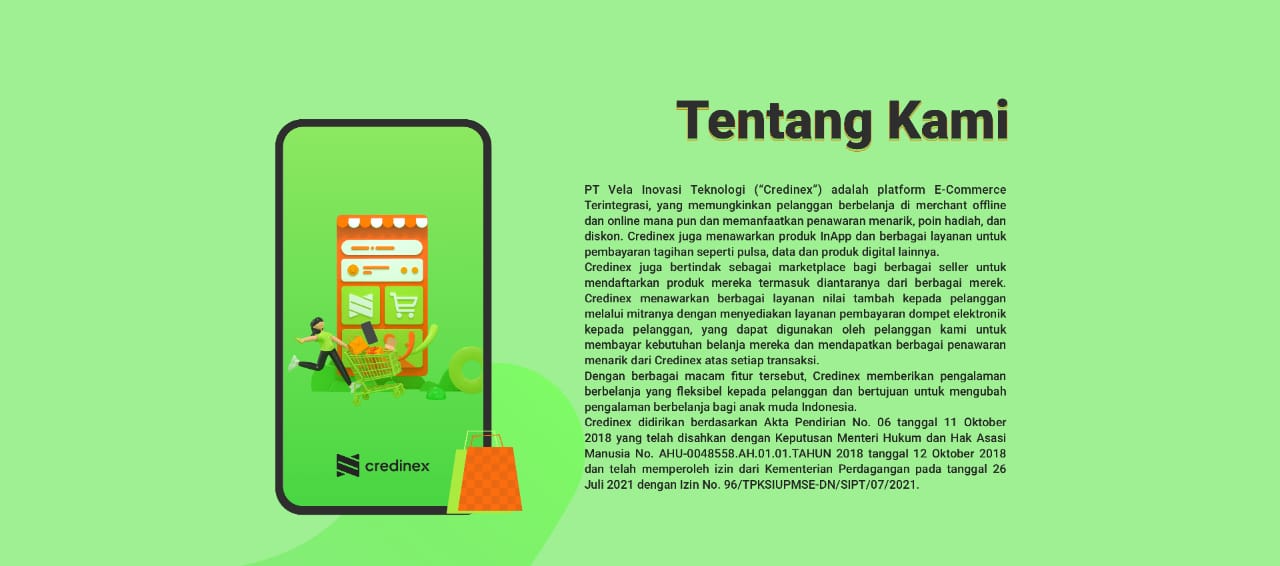 Tentang Kami
PT Vela Inovasi Teknologi (“Credinex”) adalah platform E-Commerce
Terintegrasi, yang memungkinkan pelanggan berbelanja di merchant offline
dan online mana pun dan memanfaatkan penawaran menarik, poin hadiah, dan
diskon. Credinex juga menawarkan produk InApp dan berbagai layanan untuk
pembayaran tagihan seperti pulsa, data dan produk digital lainnya.
Credinex juga bertindak sebagai marketplace bagi berbagai seller untuk
mendaftarkan produk mereka termasuk diantaranya dari berbagai merek.
Credinex menawarkan berbagai layanan nilai tambah kepada pelanggan
melalui mitranya dengan menyediakan layanan pembayaran dompet elektronik
kepada pelanggan, yang dapat digunakan oleh pelanggan kami untuk
membayar kebutuhan belanja mereka dan mendapatkan berbagai penawaran
menarik dari Credinex atas setiap transaksi.
Dengan berbagai macam fitur tersebut, Credinex memberikan pengalaman
berbelanja yang fleksibel kepada pelanggan dan bertujuan untuk mengubah
pengalaman berbelanja bagi anak muda Indonesia.
Credinex didirikan berdasarkan Akta Pendirian No. 06 tanggal 11 Oktober
2018 yang telah disahkan dengan Keputusan Menteri Hukum dan Hak Asasi
Manusia No. AHU-0048558.AH.01.01.TAHUN 2018 tanggal 12 Oktober 2018
dan telah memperoleh izin dari Kementerian Perdagangan pada tanggal 26
Juli 2021 dengan Izin No. 96/TPKSIUPMSE-DN/SIPT/07/2021.
credinex